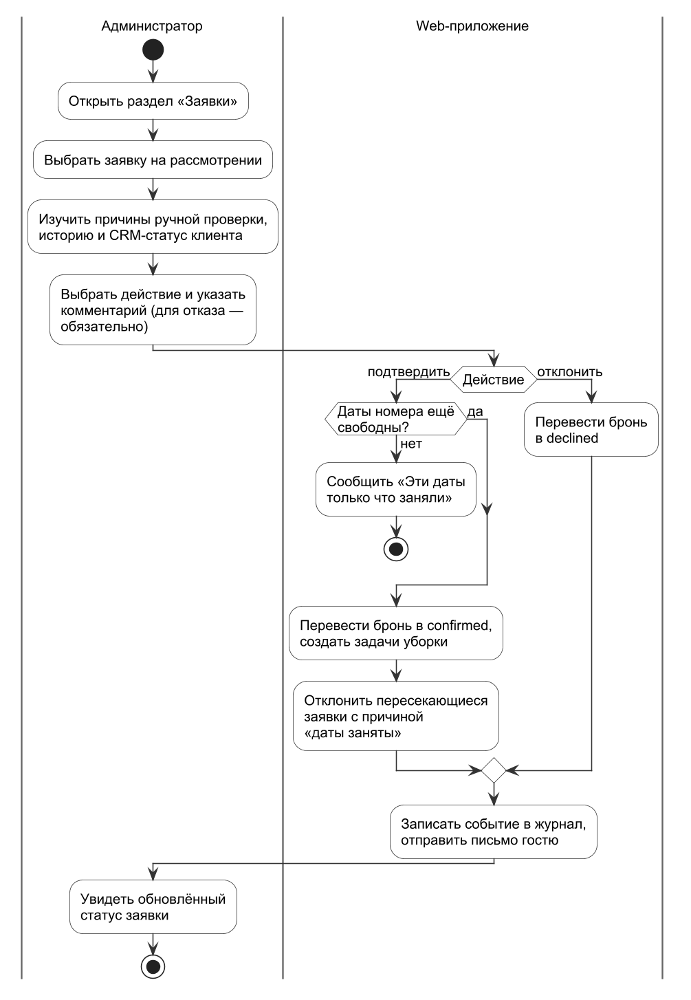 Администратор
Web-приложение
Открыть раздел «Заявки»
Выбрать заявку на рассмотрении
Изучить причины ручной проверки,
историю и CRM-статус клиента
Выбрать действие и указать
комментарий (для отказа —
обязательно)
подтвердить
Действие
отклонить
Даты номера ещё
свободны?
да
нет
Перевести бронь
в declined
Сообщить «Эти даты
только что заняли»
Перевести бронь в confirmed,
создать задачи уборки
Отклонить пересекающиеся
заявки с причиной
«даты заняты»
Записать событие в журнал,
отправить письмо гостю
Увидеть обновлённый
статус заявки